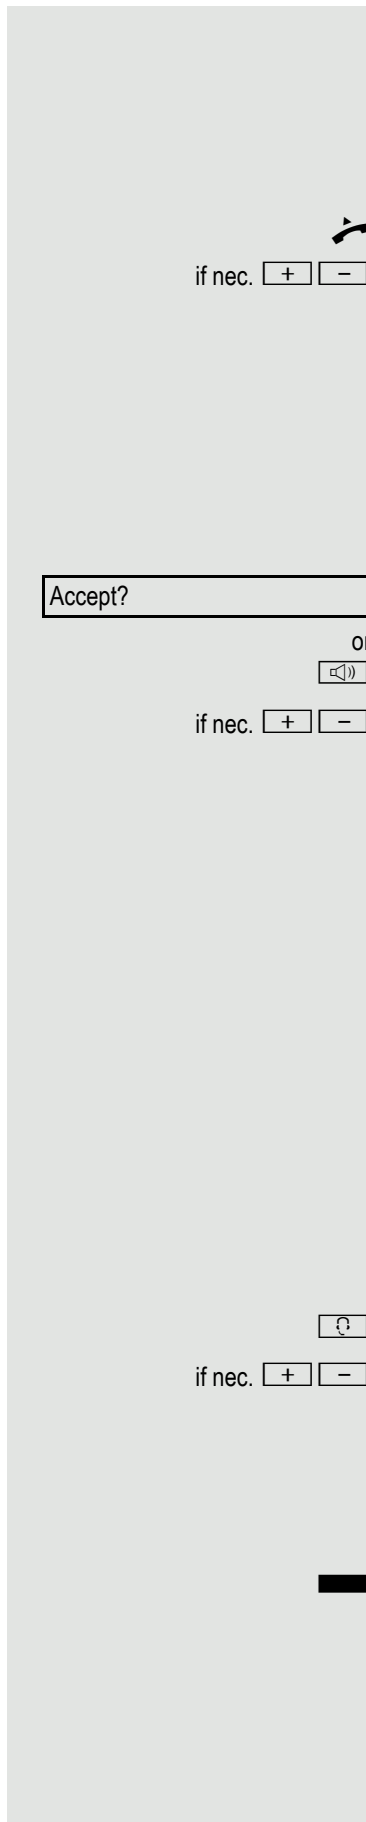 if nec. + −
Accept?
or
if nec. + −
if nec. + −